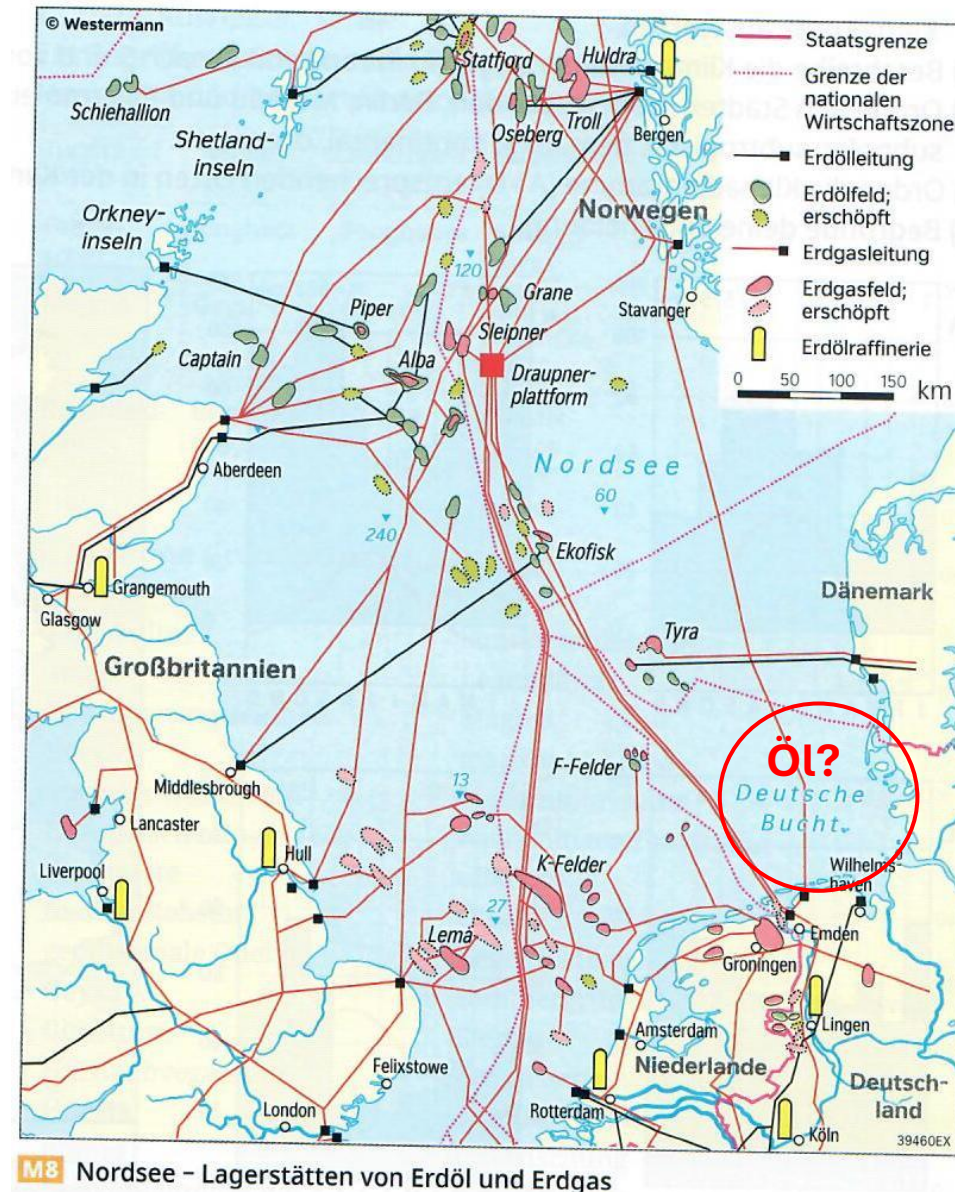 © Westermann
Staatsgrenze
Grenze der
nationalen
Wirtschaftszone
Erdölleitung
Erdölfeld;
erschöpft
Erdgasleitung
Erdgasfeld;
erschöpft
Erdölraffinerie
0 50 100 150
km
Schiehallion
Shetland-
inseln
Statfjord
Huldra
Oseberg
Troll
Bergen
Orkney-
inseln
Norwegen
120
Stavanger
Piper
Grane
Sleipner
Captain
Alba
Draupner-
plattform
Aberdeen
Nordsee
60
240
Ekofisk
Grangemouth
Glasgow
Dänemark
Großbritannien
Tyra
Öl?
Deutsche
Bucht
F-Felder
Middlesbrough
13
Lancaster
Hull
K-Felder
Wilhelms-
haven
Liverpool
27
Lema
Emden
Groningen
Lingen
Amsterdam
Felixstowe
Niederlande
Deutsch-
land
London
Rotterdam
Köln
39460EX
M8 Nordsee – Lagerstätten von Erdöl und Erdgas